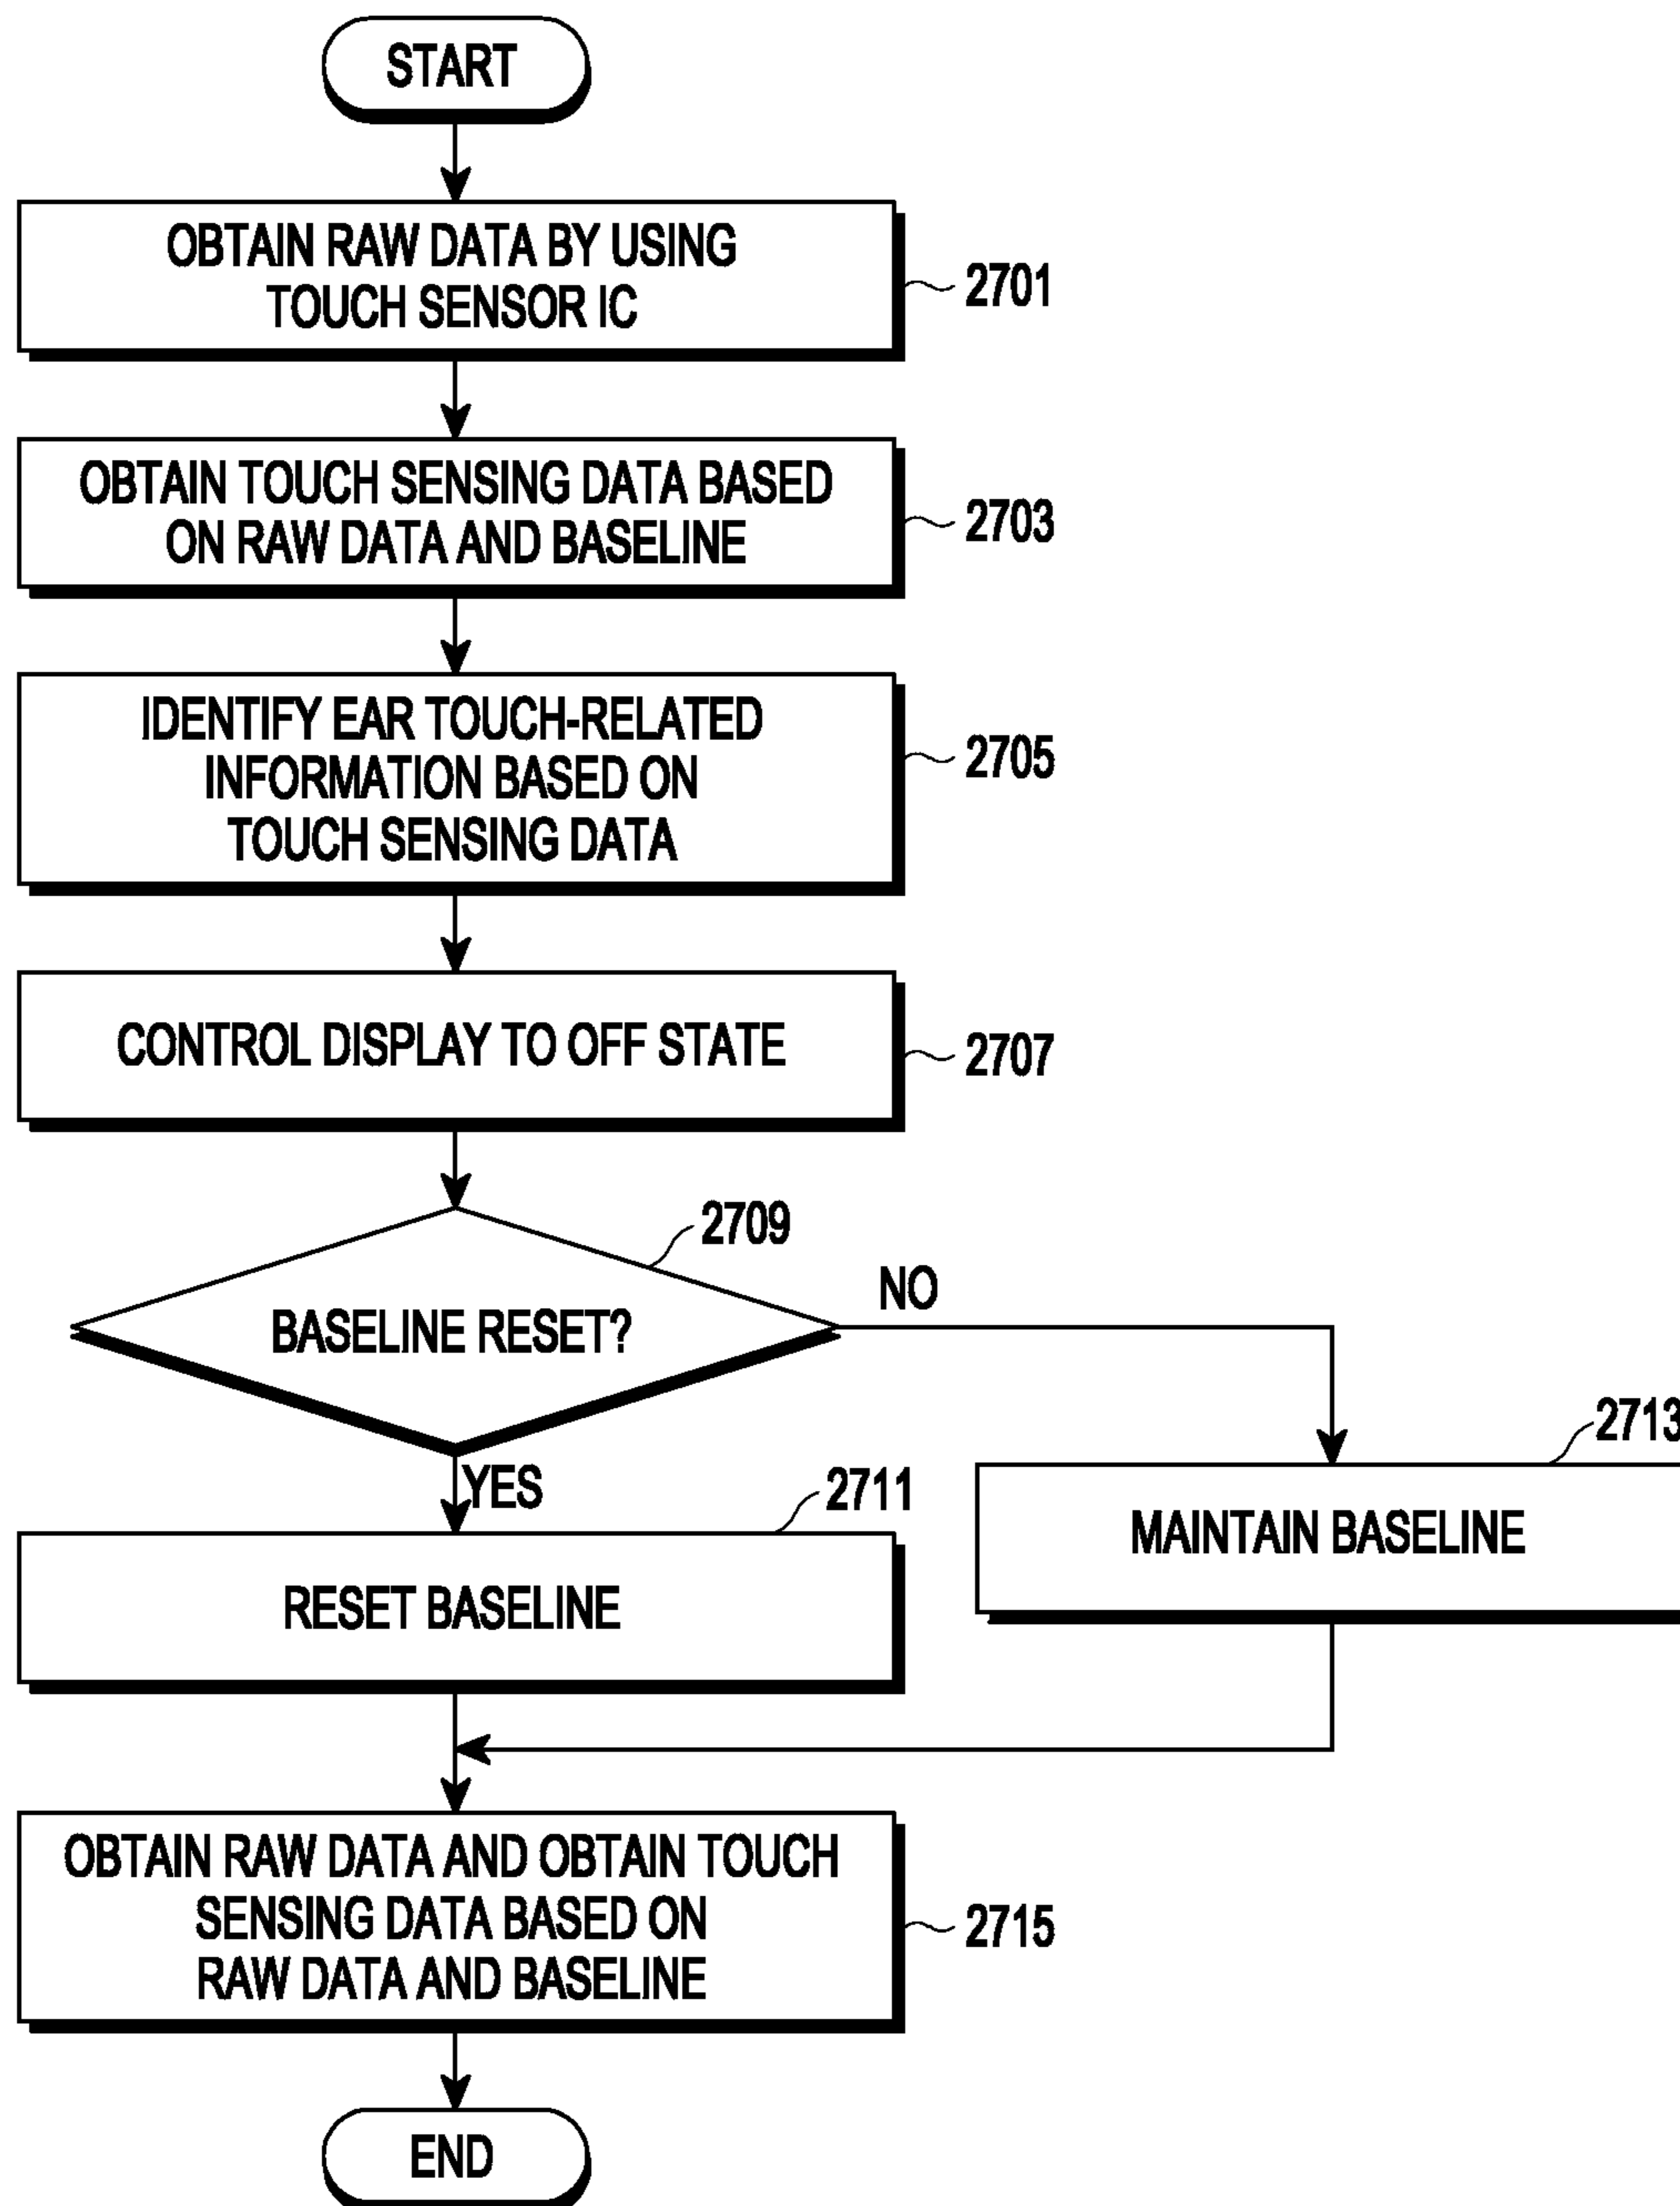 START
OBTAIN RAW DATA BY USING
TOUCH SENSOR IC
2701
OBTAIN TOUCH SENSING DATA BASED
ON RAW DATA AND BASELINE
2703
IDENTIFY EAR TOUCH-RELATED
INFORMATION BASED ON
TOUCH SENSING DATA
2705
CONTROL DISPLAY TO OFF STATE
2707
2709
BASELINE RESET?
NO
YES
2713
MAINTAIN BASELINE
2711
RESET BASELINE
OBTAIN RAW DATA AND OBTAIN TOUCH
SENSING DATA BASED ON
RAW DATA AND BASELINE
2715
END